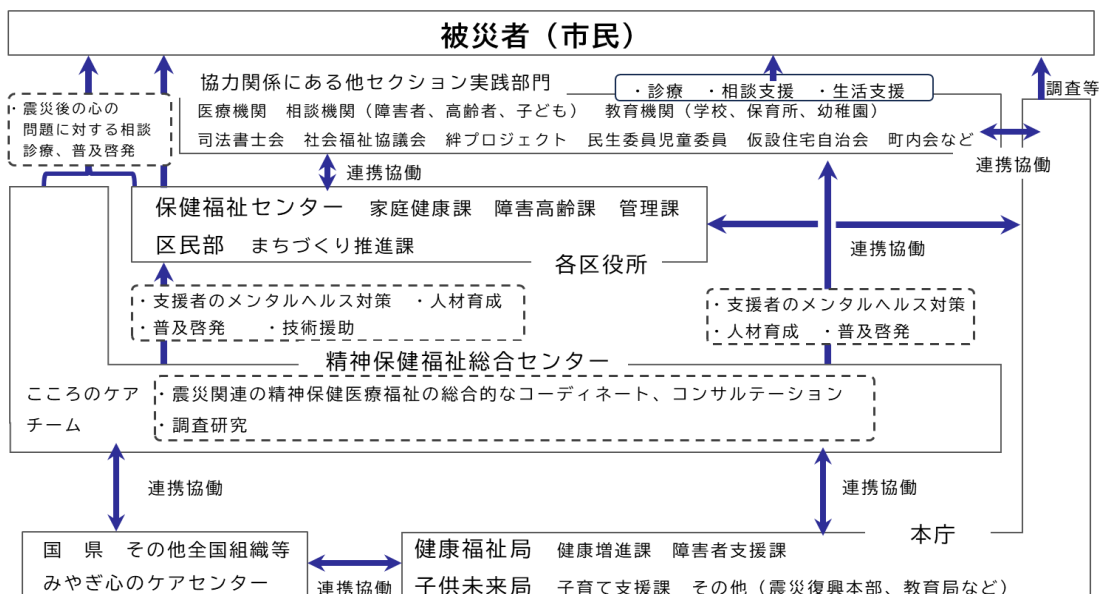 被災者（市民）
協力関係にある他セクション実践部門
・診療　・相談支援　・生活支援
調査等
・震災後の心の
問題に対する相談
診療、普及啓発
医療機関　相談機関（障害者、高齢者、子ども）　教育機関（学校、保育所、幼稚園）
司法書士会　社会福祉協議会　絆プロジェクト　民生委員児童委員　仮設住宅自治会　町内会など
連携協働
連携協働
保健福祉センター　家庭健康課　障害高齢課　管理課
区民部　まちづくり推進課
各区役所
連携協働
・支援者のメンタルヘルス対策　・人材育成
・普及啓発　・技術援助
・支援者のメンタルヘルス対策
・人材育成　・普及啓発
精神保健福祉総合センター
こころのケア
チーム
・震災関連の精神保健医療福祉の総合的なコーディネート、コンサルテーション
・調査研究
連携協働
連携協働
本庁
国　県　その他全国組織等
みやぎ心のケアセンター
連携協働
健康福祉局　健康増進課　障害者支援課
子供未来局　子育て支援課　その他（震災復興本部、教育局など）